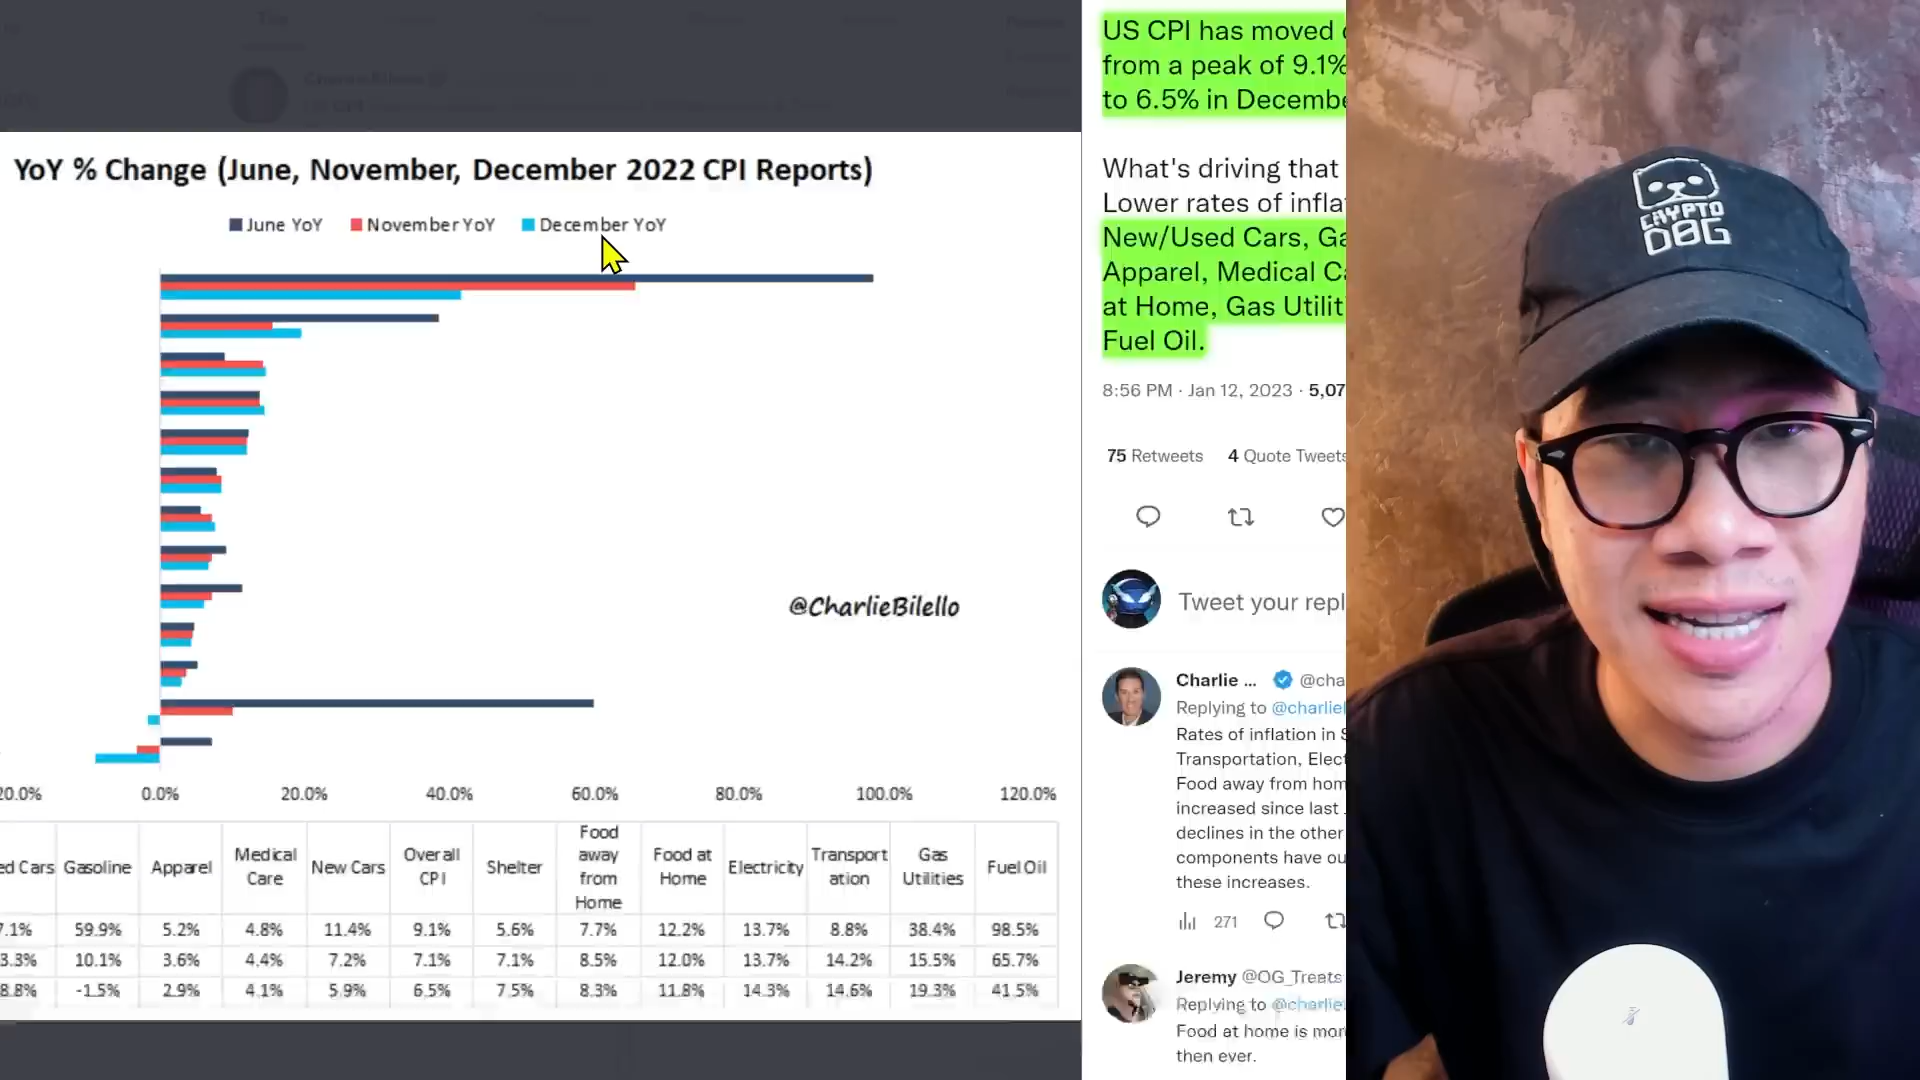 YoY % Change (June, November, December 2022 CPI Reports)
June YoY November YoY December YoY
@CharlieBilello
20.0% 0.0% 20.0% 40.0% 60.0% 80.0% 100.0% 120.0%
ed Cars Gasoline Apparel Medical Care New Cars Overall CPI Shelter Food away from Home Food at Home Electricity Transportation Gas Utilities Fuel Oil
7.1% 59.9% 5.2% 4.8% 11.4% 9.1% 5.6% 7.7% 12.2% 13.7% 8.8% 38.4% 98.5%
3.3% 10.1% 3.6% 4.4% 7.2% 7.1% 7.1% 8.5% 12.0% 13.7% 14.2% 15.5% 65.7%
8.8% -1.5% 2.9% 4.1% 5.9% 6.5% 7.5% 8.3% 11.8% 14.3% 14.6% 19.3% 41.5%
US CPI has moved
from a peak of 9.1%
to 6.5% in Decembe
What's driving that
Lower rates of infla
New/Used Cars, Ga
Apparel, Medical Ca
at Home, Gas Utiliti
Fuel Oil.
8:56 PM · Jan 12, 2023 · 5,07
75 Retweets 4 Quote Tweets
Tweet your repl
Charlie ... @cha
Replying to @charliel
Rates of inflation in S
Transportation, Elect
Food away from hom
increased since last
declines in the other
components have ou
these increases.
271
Jeremy @OG_Treats
Replying to @charlie
Food at home is mor
then ever.
CRYPTO
DOG